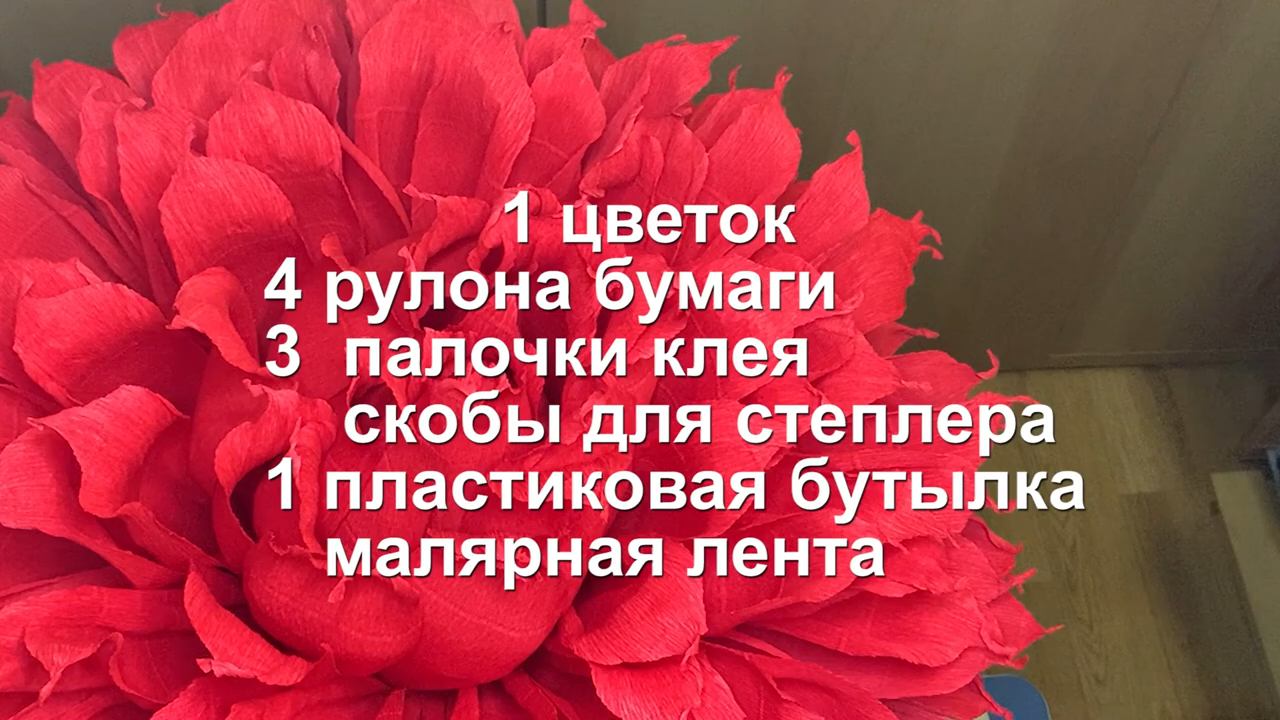 1 цветок
4 рулона бумаги
3 палочки клея
скобы для степлера
1 пластиковая бутылка
малярная лента